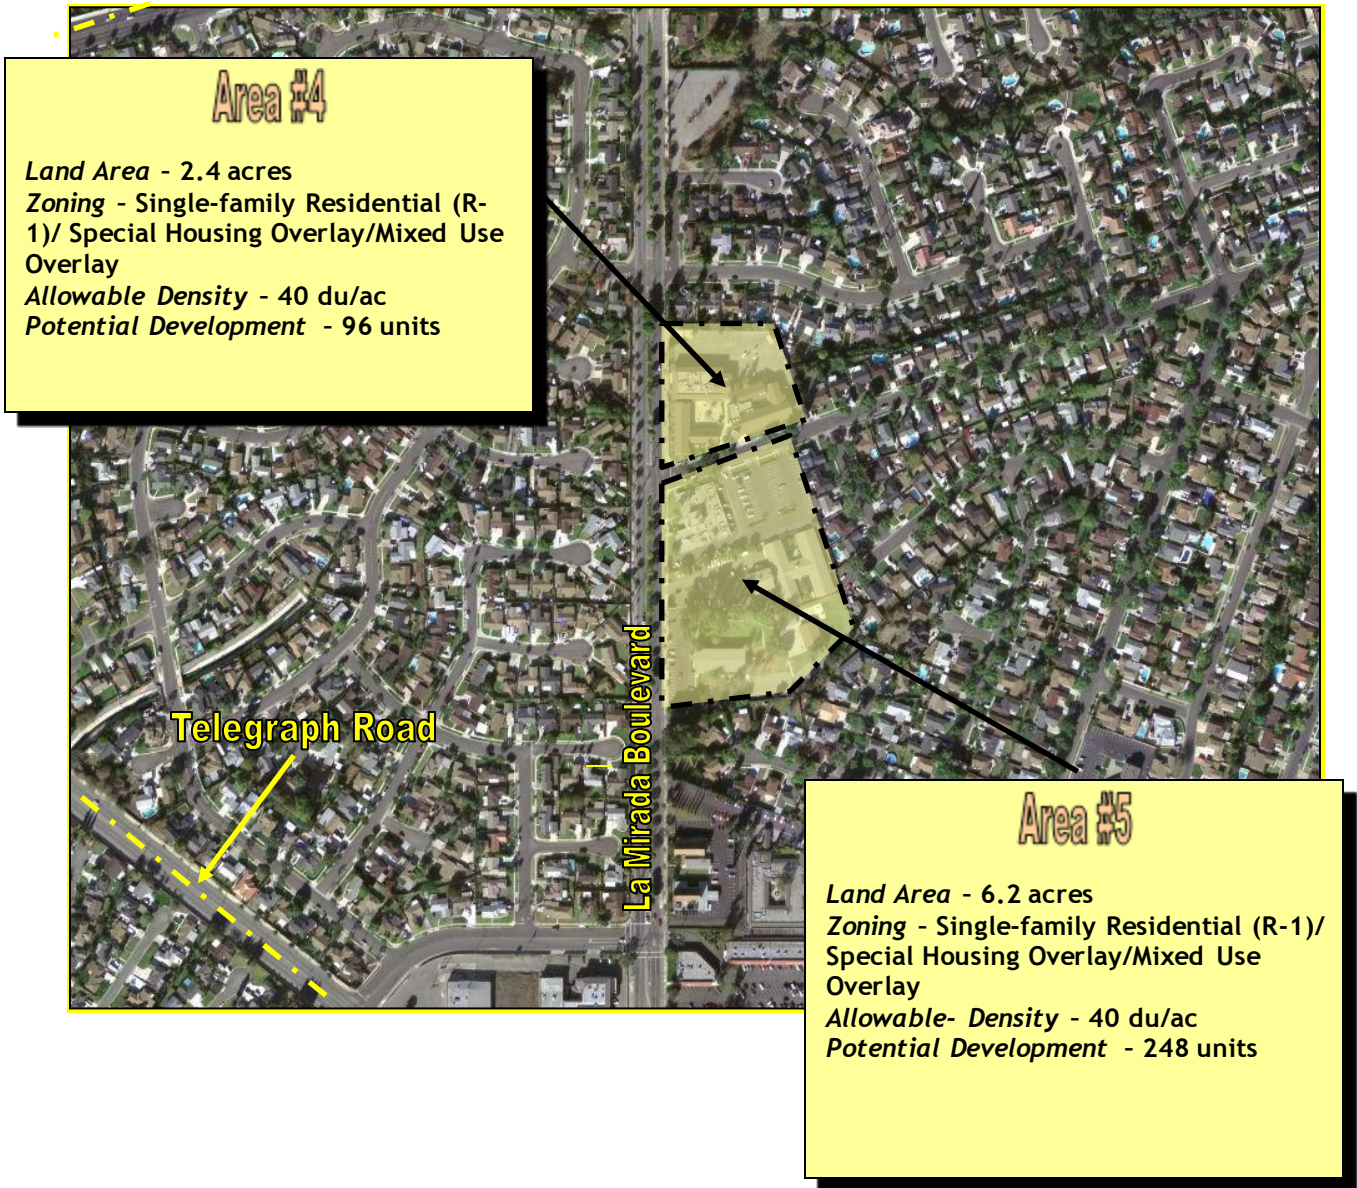 Area #4
Land Area – 2.4 acres
Zoning – Single-family Residential (R-
1)/ Special Housing Overlay/Mixed Use
Overlay
Allowable Density – 40 du/ac
Potential Development – 96 units
Telegraph Road
La Mirada Boulevard
Area #5
Land Area – 6.2 acres
Zoning – Single-family Residential (R-1)/
Special Housing Overlay/Mixed Use
Overlay
Allowable- Density – 40 du/ac
Potential Development – 248 units